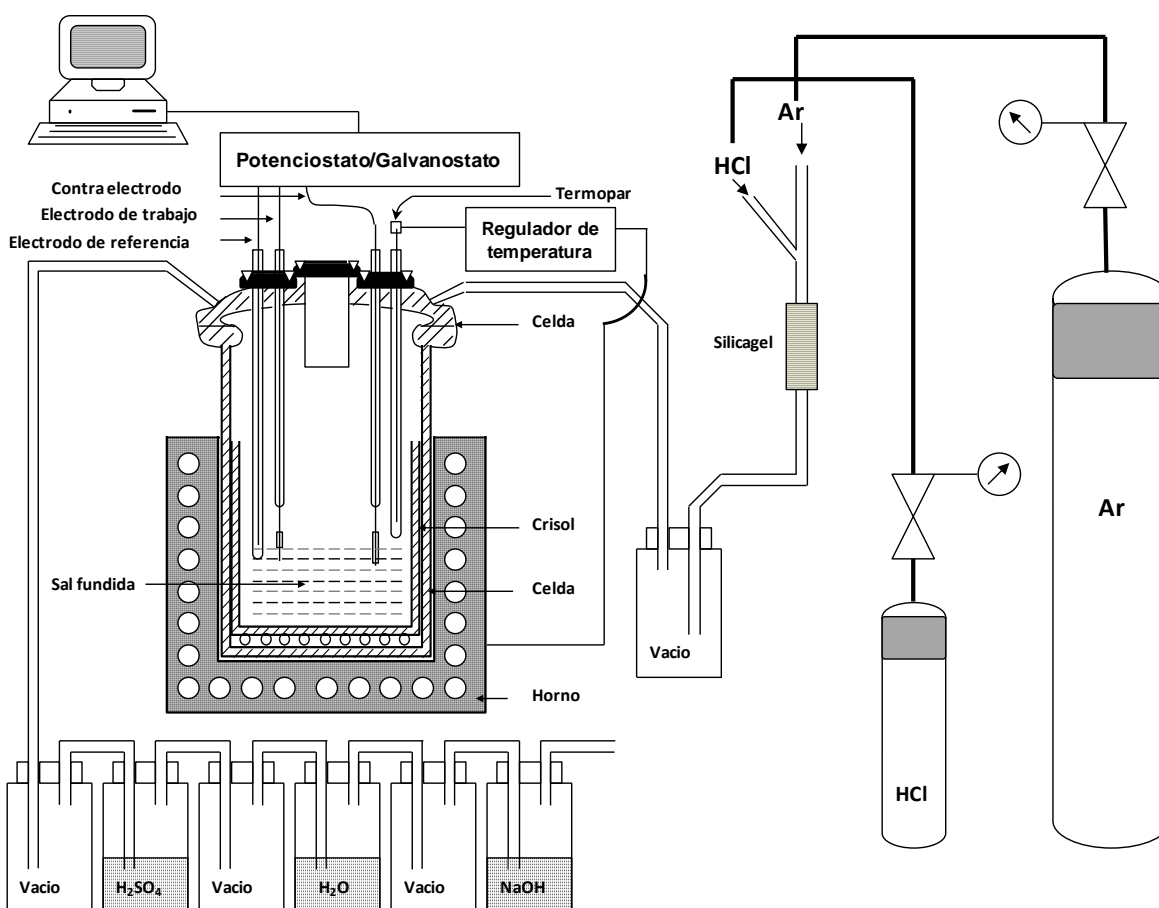 Potenciostato/Galvanostato
Contra electrodo
Electrodo de trabajo
Electrodo de referencia
Termopar
Regulador de
temperatura
Celda
Crisol
Celda
Sal fundida
Horno
Ar
HCl
Silicagel
Vacio
Ar
HCl
Vacio
H₂SO₄
Vacio
H₂O
Vacio
NaOH